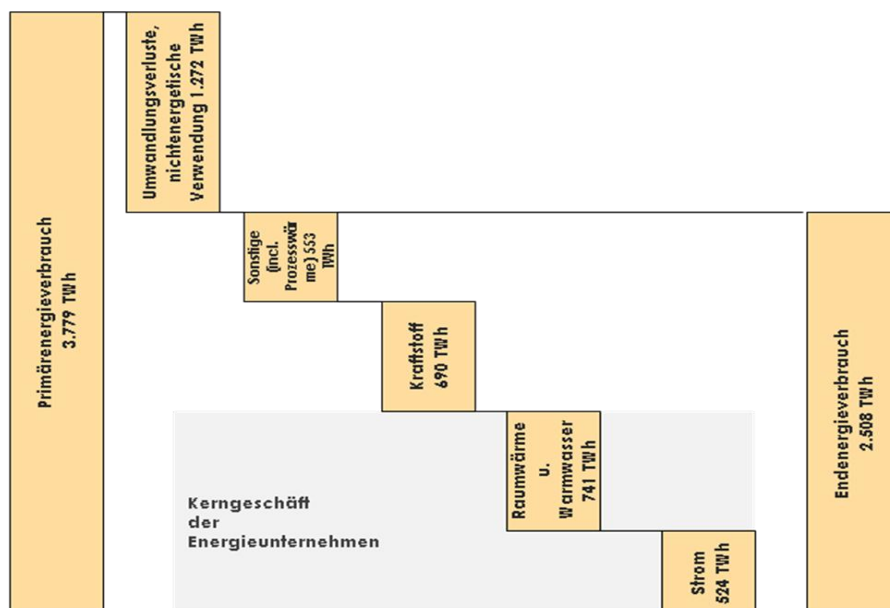 Primärenergieverbrauch
3.779 TWh
Umwandlungsverluste,
nichtenergetische
Verwendung 1.272 TWh
Sonstige
(incl.
Prozesswär
me) 553
TWh
Kraftstoff
690 TWh
Raumwärme
u.
Warmwasser
741 TWh
Strom
524 TWh
Endenergieverbrauch
2.508 TWh
Kerngeschäft
der
Energieunternehmen